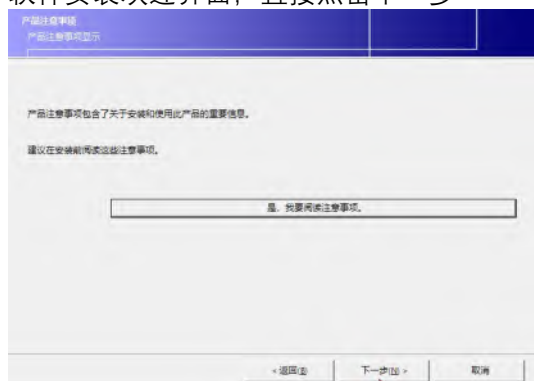 软件安装欢迎界面，直接点击下一步
产品注意事项
产品注意事项显示
产品注意事项包含了关于安装和使用此产品的重要信息。
建议在安装前阅读这些注意事项。
是，我要阅读注意事项。
< 返回(B) 下一步(N) > 取消